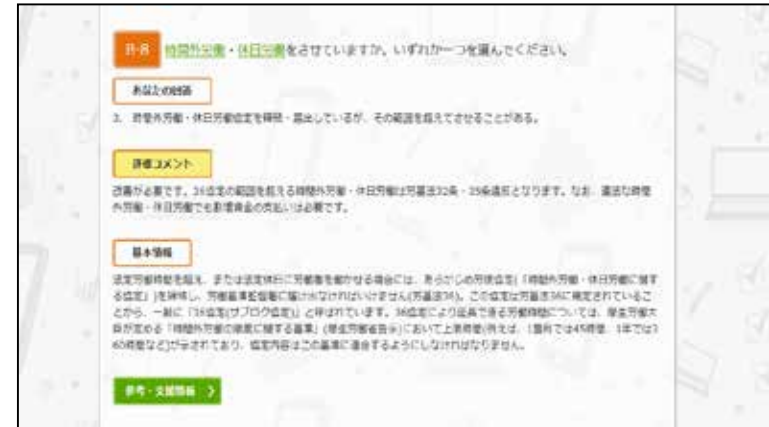 II-8 時間外労働・休日労働をさせていますか。いずれか一つを選んでください。
あなたの回答
3. 時間外労働・休日労働協定を締結・届出しているが、その範囲を超えてさせることがある。
評価コメント
改善が必要です。36協定の範囲を超える時間外労働・休日労働は労基法32条・35条違反となります。なお、違法な時間
外労働・休日労働でも割増賃金の支払いは必要です。
基本情報
法定労働時間を超え、または法定休日に労働者を働かせる場合には、あらかじめ労使協定(「時間外労働・休日労働に関す
る協定」)を締結し、労働基準監督署に届け出なければいけません(労基法36)。この協定は労基法36に規定されているこ
とから、一般に「36協定(サブロク協定)」と呼ばれています。36協定により延長できる労働時間については、厚生労働大
臣が定める「時間外労働の限度に関する基準」(厚生労働省告示)において上限時間(例えば、1箇月では45時間、1年では3
60時間など)が示されており、協定内容はこの基準に適合するようにしなければなりません。
参考・支援情報